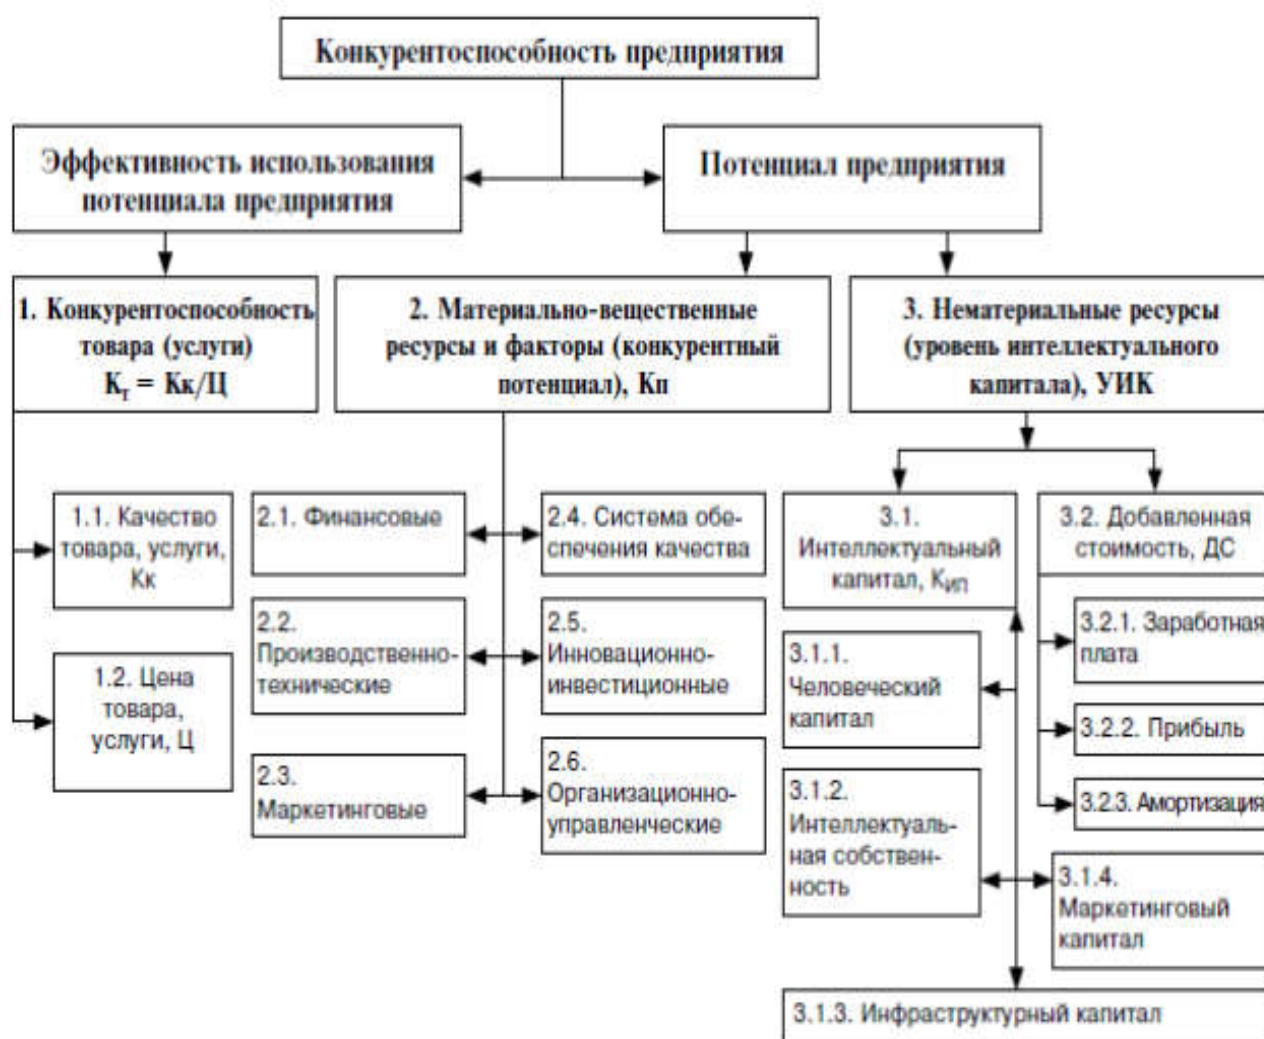 Конкурентоспособность предприятия
Эффективность использования
потенциала предприятия
Потенциал предприятия
1. Конкурентоспособность
товара (услуги)
Кт = Кк/Ц
2. Материально-вещественные
ресурсы и факторы (конкурентный
потенциал), Кп
3. Нематериальные ресурсы
(уровень интеллектуального
капитала), УИК
1.1. Качество
товара, услуги,
Кк
1.2. Цена
товара,
услуги, Ц
2.1. Финансовые
2.2.
Производственно-
технические
2.3.
Маркетинговые
2.4. Система обе-
спечения качества
2.5.
Инновационно-
инвестиционные
2.6.
Организационно-
управленческие
3.1.
Интеллектуальный
капитал, КИП
3.1.1.
Человеческий
капитал
3.1.2.
Интеллектуаль-
ная собствен-
ность
3.2. Добавленная
стоимость, ДС
3.2.1. Заработная
плата
3.2.2. Прибыль
3.2.3. Амортизация
3.1.4.
Маркетинговый
капитал
3.1.3. Инфраструктурный капитал